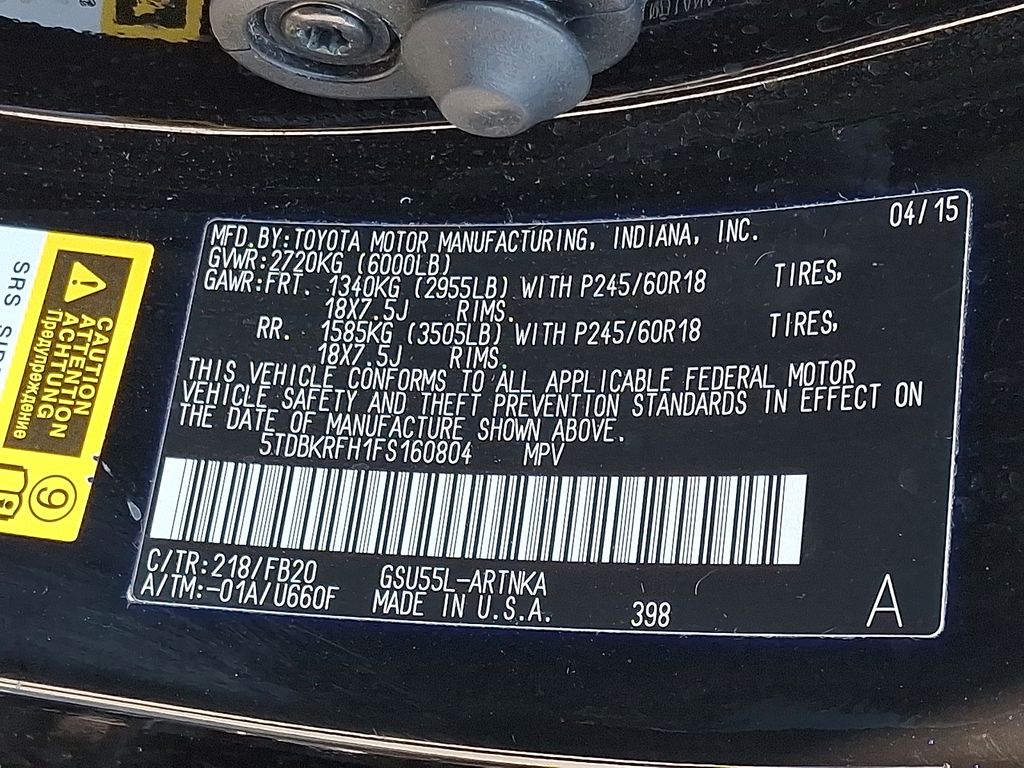 04/15
MFD.BY:TOYOTA MOTOR MANUFACTURING, INDIANA, INC.
GVWR:2720KG (6000LB)
GAWR:FRT. 1340KG (2955LB) WITH P245/60R18 TIRES,
18X7.5J RIMS.
RR. 1585KG (3505LB) WITH P245/60R18 TIRES,
18X7.5J RIMS.
THIS VEHICLE CONFORMS TO ALL APPLICABLE FEDERAL MOTOR
VEHICLE SAFETY AND THEFT PREVENTION STANDARDS IN EFFECT ON
THE DATE OF MANUFACTURE SHOWN ABOVE.
5TDBKRFH1FS160804 MPV
C/TR:218/FB20 GSU55L-ARTNKA
A/TM:-01A/U660F MADE IN U.S.A. 398 A
CAUTION
ATTENTION
ACHTUNG
Предупреждение
9
SRS